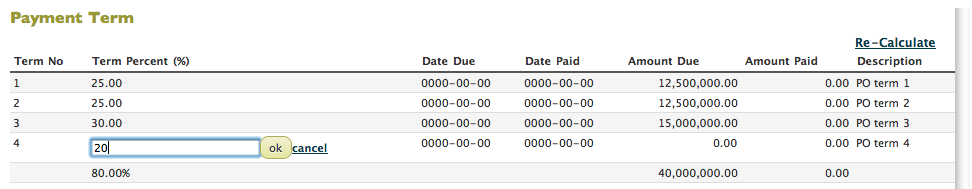 Payment Term
Re-Calculate
Term No Term Percent (%) Date Due Date Paid Amount Due Amount Paid Description
1 25.00 0000-00-00 0000-00-00 12,500,000.00 0.00 PO term 1
2 25.00 0000-00-00 0000-00-00 12,500,000.00 0.00 PO term 2
3 30.00 0000-00-00 0000-00-00 15,000,000.00 0.00 PO term 3
4 20 ok cancel 0000-00-00 0000-00-00 0.00 0.00 PO term 4
80.00% 40,000,000.00 0.00